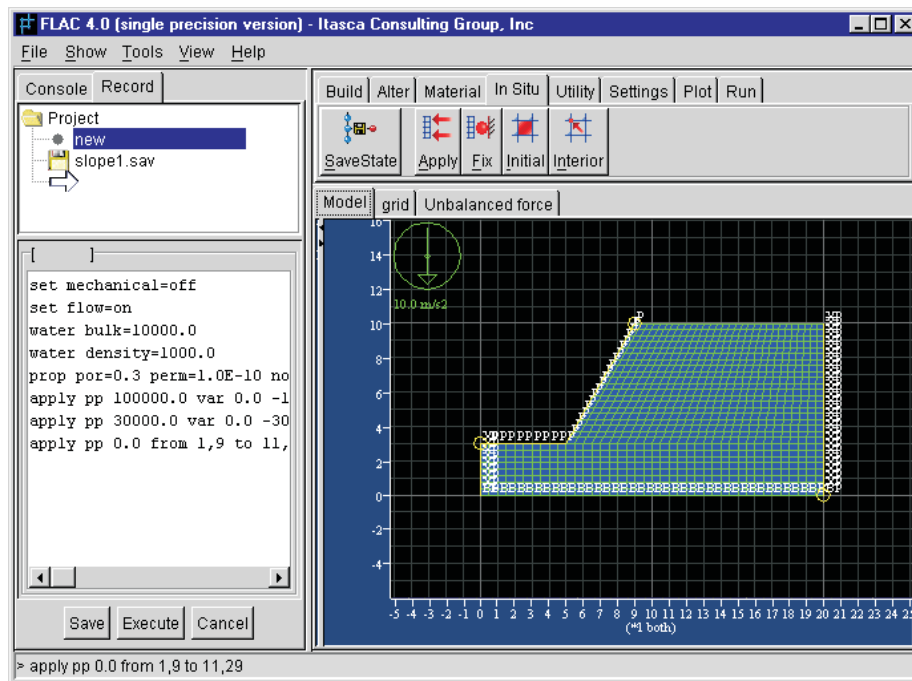 FLAC 4.0 (single precision version) - Itasca Consulting Group, Inc
File Show Tools View Help
Console Record
Project
new
slope1.sav
[ ]
set mechanical=off
set flow=on
water bulk=10000.0
water density=1000.0
prop por=0.3 perm=1.0E-10 no
apply pp 100000.0 var 0.0 -1
apply pp 30000.0 var 0.0 -30
apply pp 0.0 from 1,9 to 11,
Save Execute Cancel
Build Alter Material In Situ Utility Settings Plot Run
SaveState Apply Fix Initial Interior
Model grid Unbalanced force
16
14
12
10
8
6
4
2
0
-2
-4
10.0 m/s2
-5 -4 -3 -2 -1 0 1 2 3 4 5 6 7 8 9 10 11 12 13 14 15 16 17 18 19 20 21 22 23 24 25
(*1 both)
> apply pp 0.0 from 1,9 to 11,29